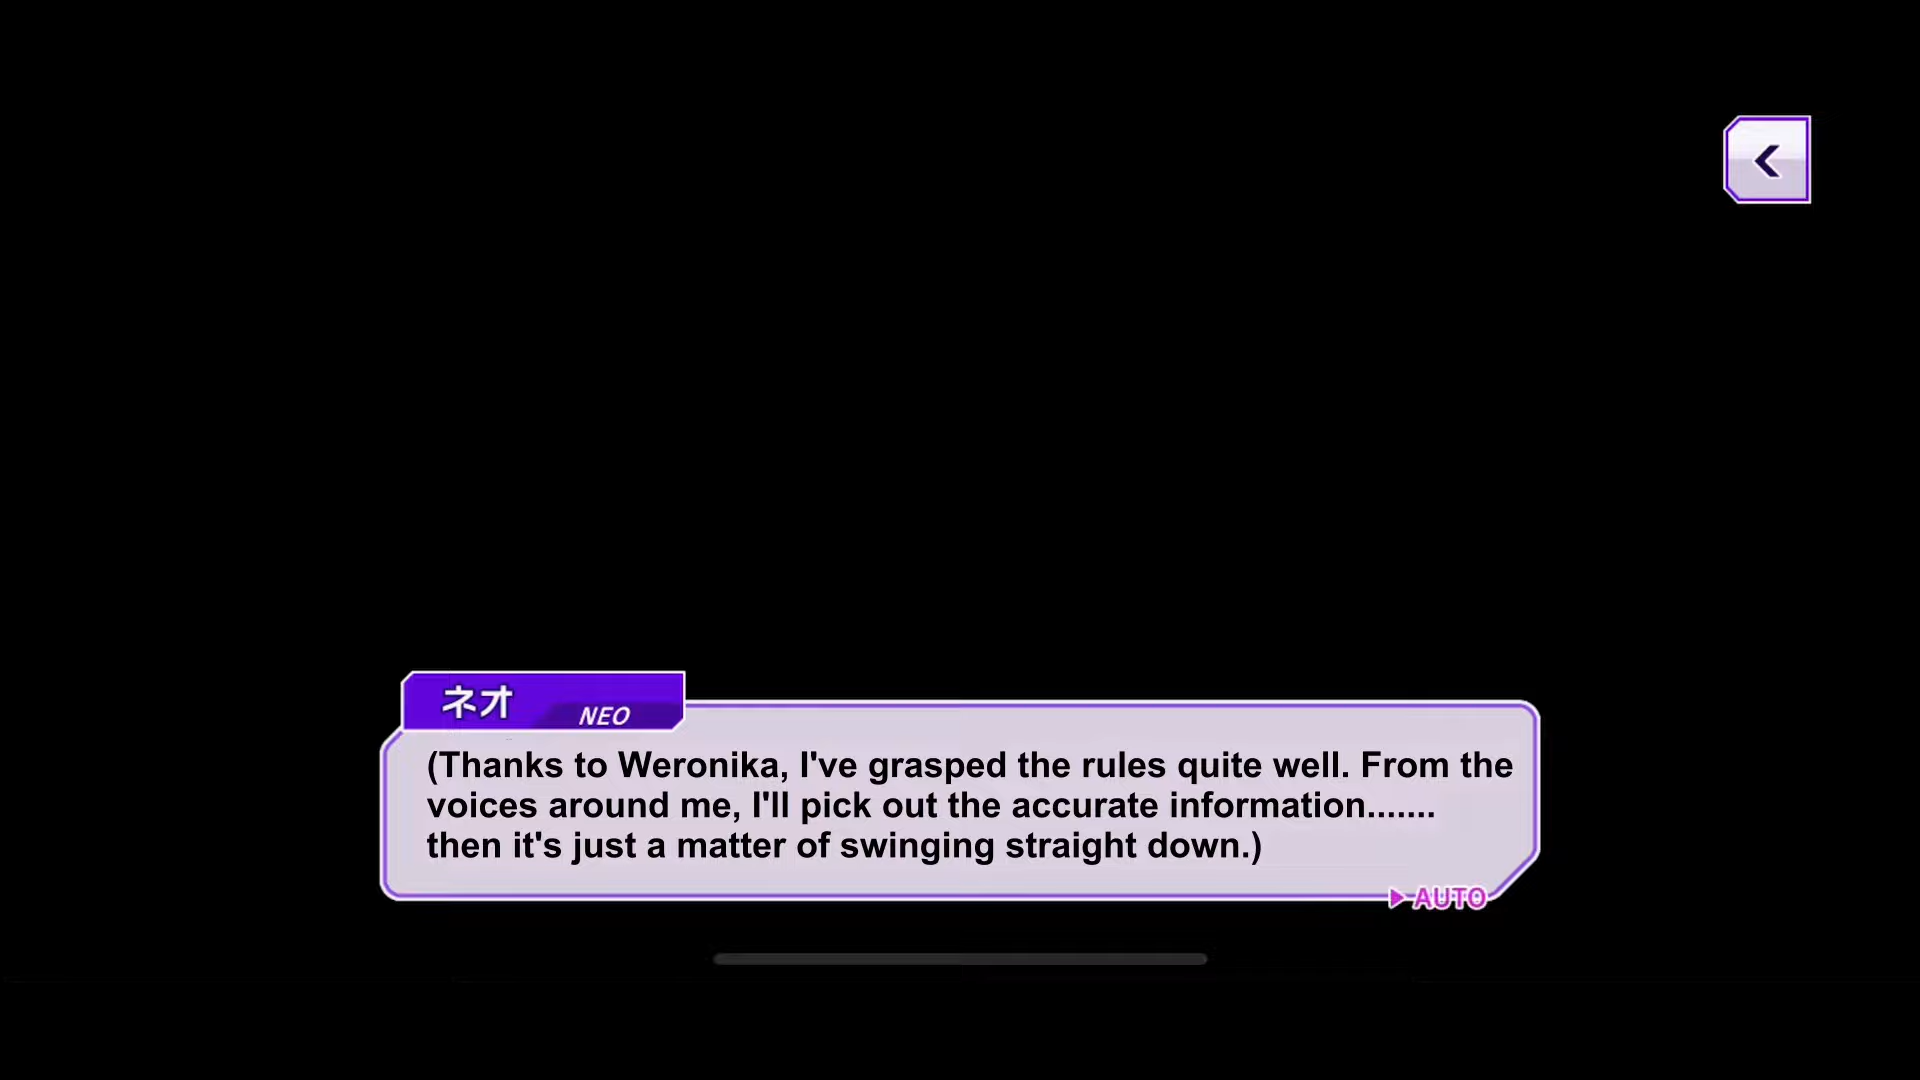 ネオ NEO
(Thanks to Weronika, I've grasped the rules quite well. From the
voices around me, I'll pick out the accurate information.......
then it's just a matter of swinging straight down.)
AUTO